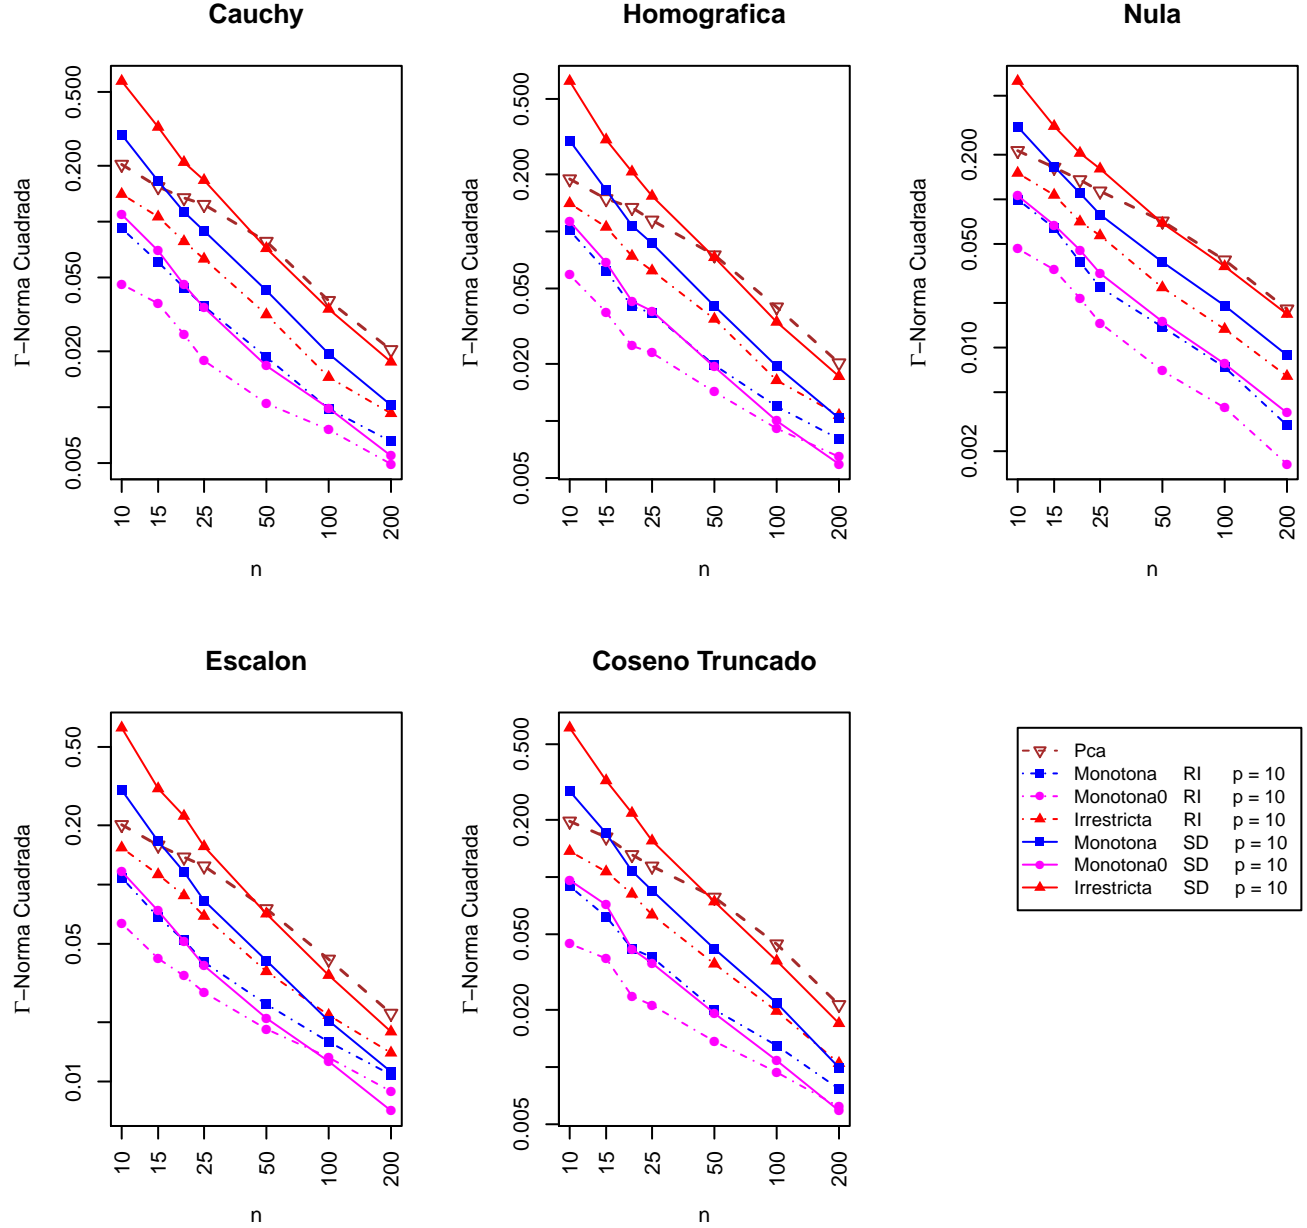 Cauchy
Γ−Norma Cuadrada
0.500
0.200
0.050
0.020
0.005
10
15
25
50
100
200
n
Homografica
Γ−Norma Cuadrada
0.500
0.200
0.050
0.020
0.005
10
15
25
50
100
200
n
Nula
Γ−Norma Cuadrada
0.200
0.050
0.010
0.002
10
15
25
50
100
200
n
Escalon
Γ−Norma Cuadrada
0.50
0.20
0.05
0.01
10
15
25
50
100
200
n
Coseno Truncado
Γ−Norma Cuadrada
0.500
0.200
0.050
0.020
0.005
10
15
25
50
100
200
n
Pca
Monotona RI p = 10
Monotona0 RI p = 10
Irrestricta RI p = 10
Monotona SD p = 10
Monotona0 SD p = 10
Irrestricta SD p = 10